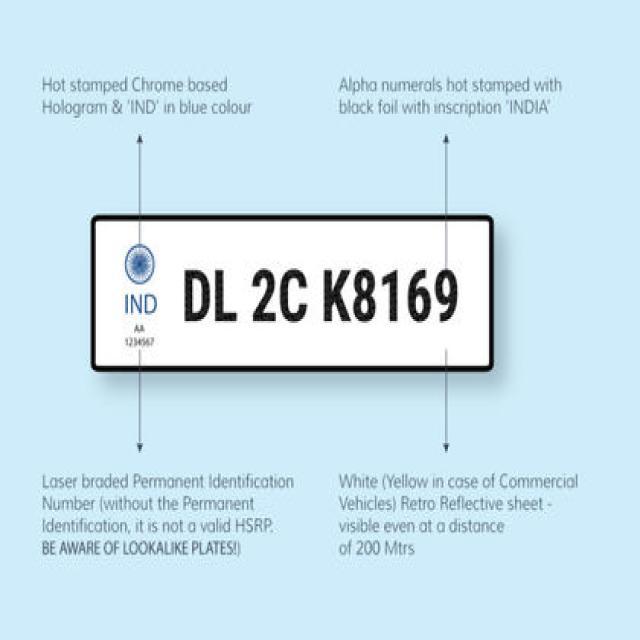 Hot stamped Chrome based
Hologram & 'IND' in blue colour
Alpha numerals hot stamped with
black foil with inscription 'INDIA'
IND
AA
1234567
DL 2C K8169
Laser braded Permanent Identification
Number (without the Permanent
Identification, it is not a valid HSRP.
BE AWARE OF LOOKALIKE PLATES!)
White (Yellow in case of Commercial
Vehicles) Retro Reflective sheet -
visible even at a distance
of 200 Mtrs